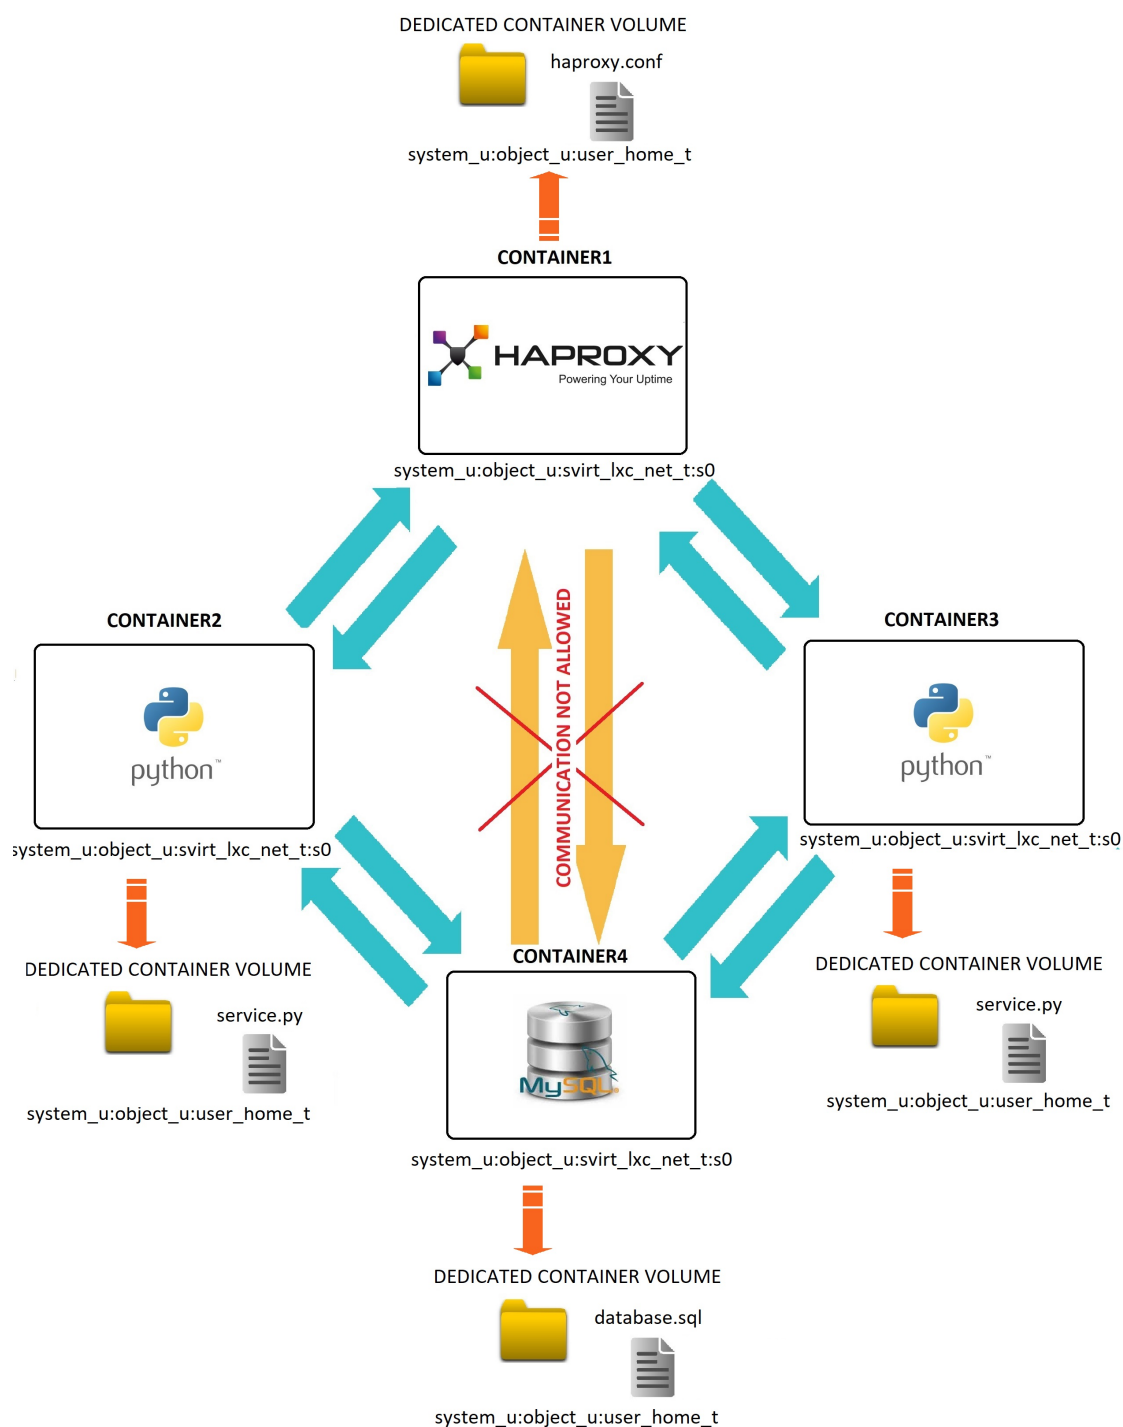 DEDICATED CONTAINER VOLUME
haproxy.conf
system_u:object_u:user_home_t
CONTAINER1
HAPROXY
Powering Your Uptime
system_u:object_u:svirt_lxc_net_t:s0
COMMUNICATION NOT ALLOWED
CONTAINER2
python™
system_u:object_u:svirt_lxc_net_t:s0
CONTAINER3
python™
system_u:object_u:svirt_lxc_net_t:s0
DEDICATED CONTAINER VOLUME
service.py
system_u:object_u:user_home_t
CONTAINER4
MySQL
system_u:object_u:svirt_lxc_net_t:s0
DEDICATED CONTAINER VOLUME
service.py
system_u:object_u:user_home_t
DEDICATED CONTAINER VOLUME
database.sql
system_u:object_u:user_home_t